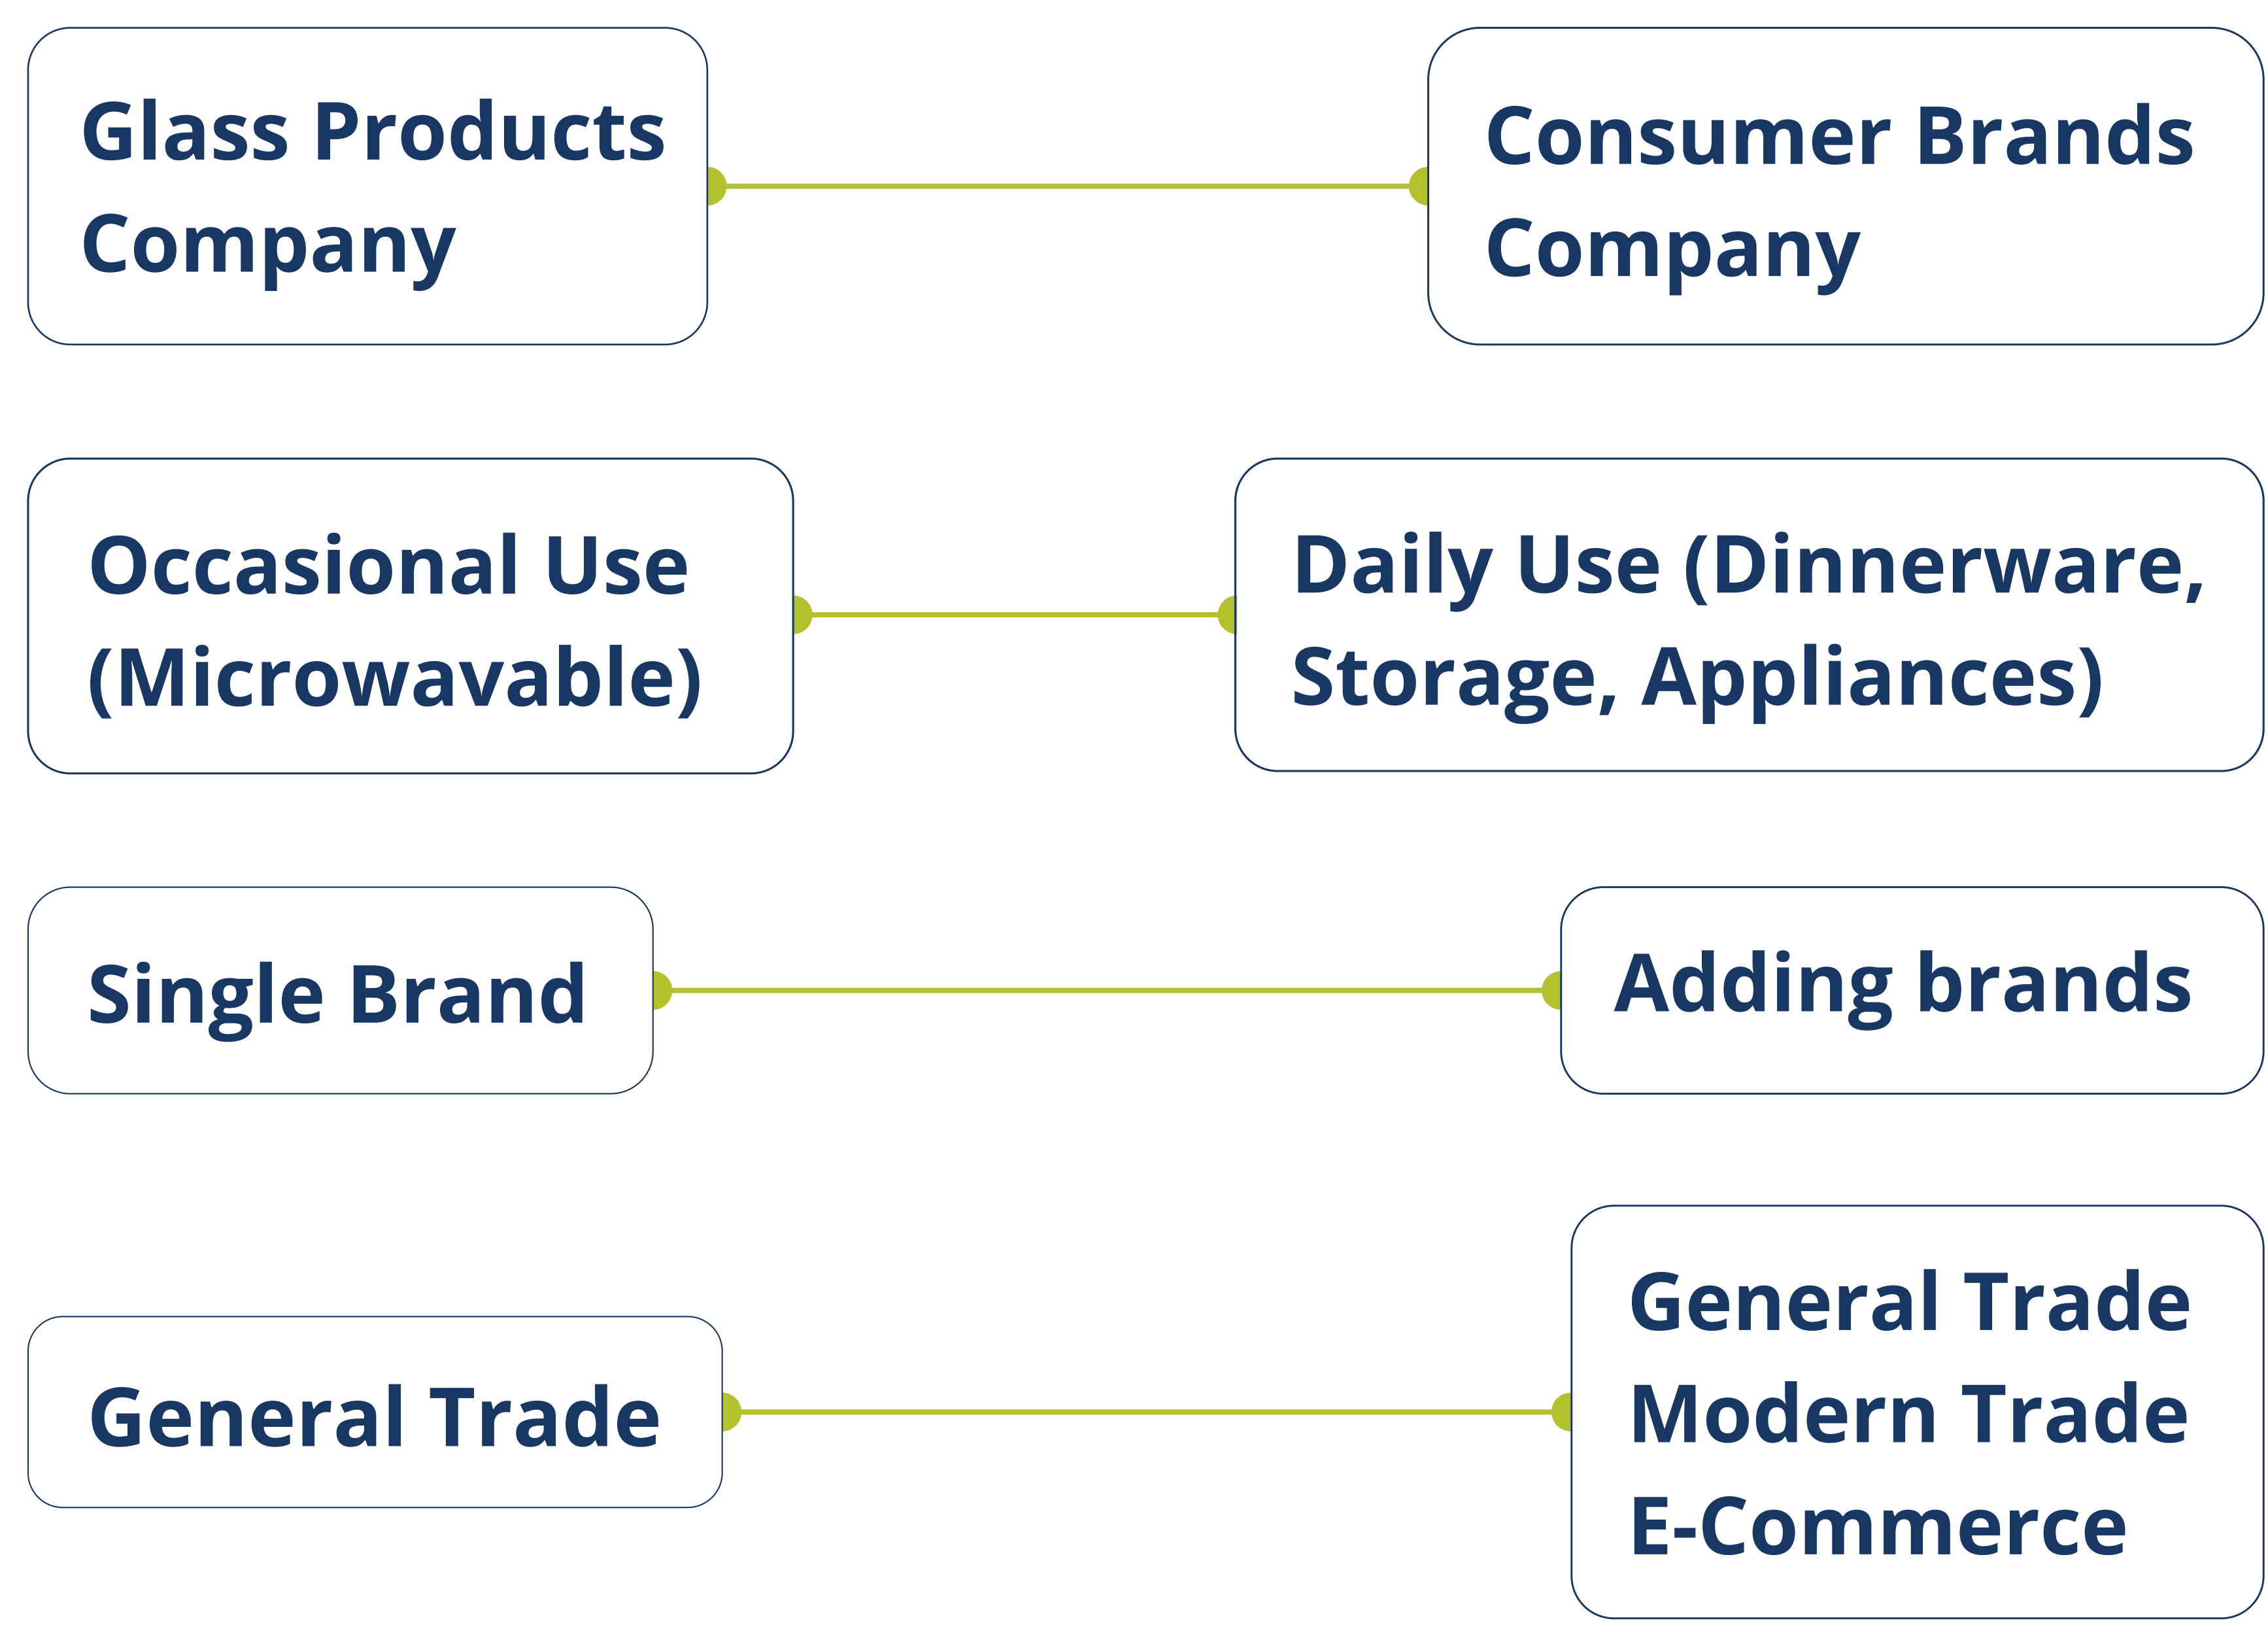 Glass Products
Company
Consumer Brands
Company
Occasional Use
(Microwavable)
Daily Use (Dinnerware,
Storage, Appliances)
Single Brand
Adding brands
General Trade
General Trade
Modern Trade
E-Commerce